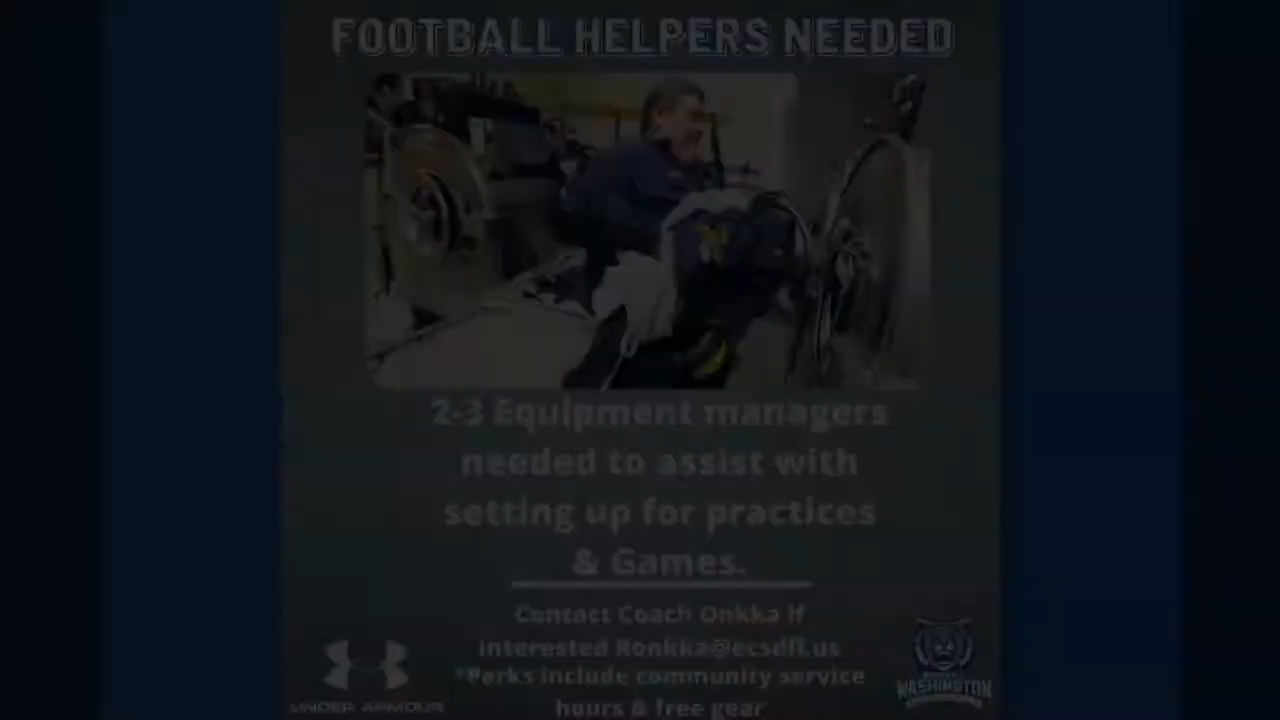 FOOTBALL HELPERS NEEDED
2-3 Equipment managers
needed to assist with
setting up for practices
& Games.
Contact Coach Onkka if
interested Ronkka@ecsdfl.us
*Perks include community service
hours & free gear
UNDER ARMOUR
WASHINGTON